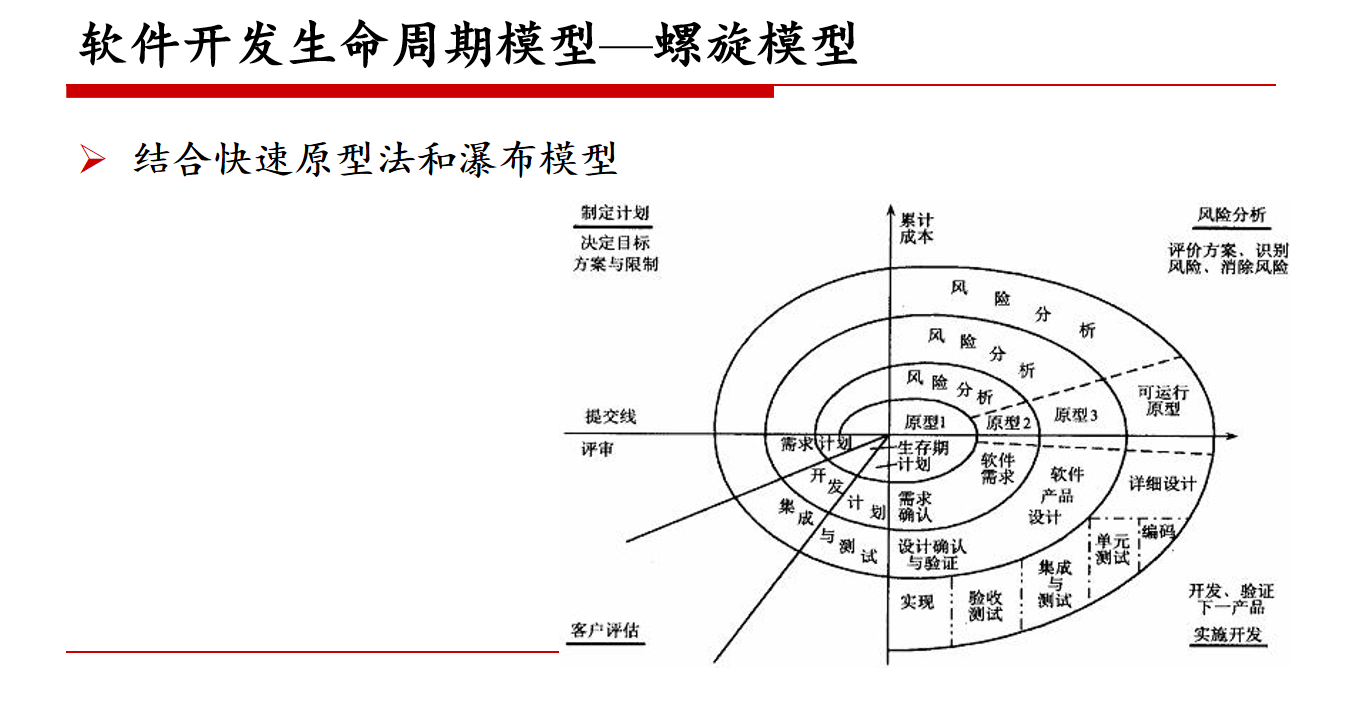 软件开发生命周期模型—螺旋模型
结合快速原型法和瀑布模型
制定计划
决定目标
方案与限制
累计
成本
风险分析
评价方案、识别
风险、消除风险
风险分析
风险分析
风险分析
原型1
原型2
原型3
可运行
原型
提交线
评审
需求计划
生存期
计划
开发计划
集成与测试
需求
确认
软件
需求
软件
产品
设计
详细设计
设计确认
与验证
编码
单元
测试
集成
与
测试
验收
测试
实现
客户评估
开发、验证
下一产品
实施开发